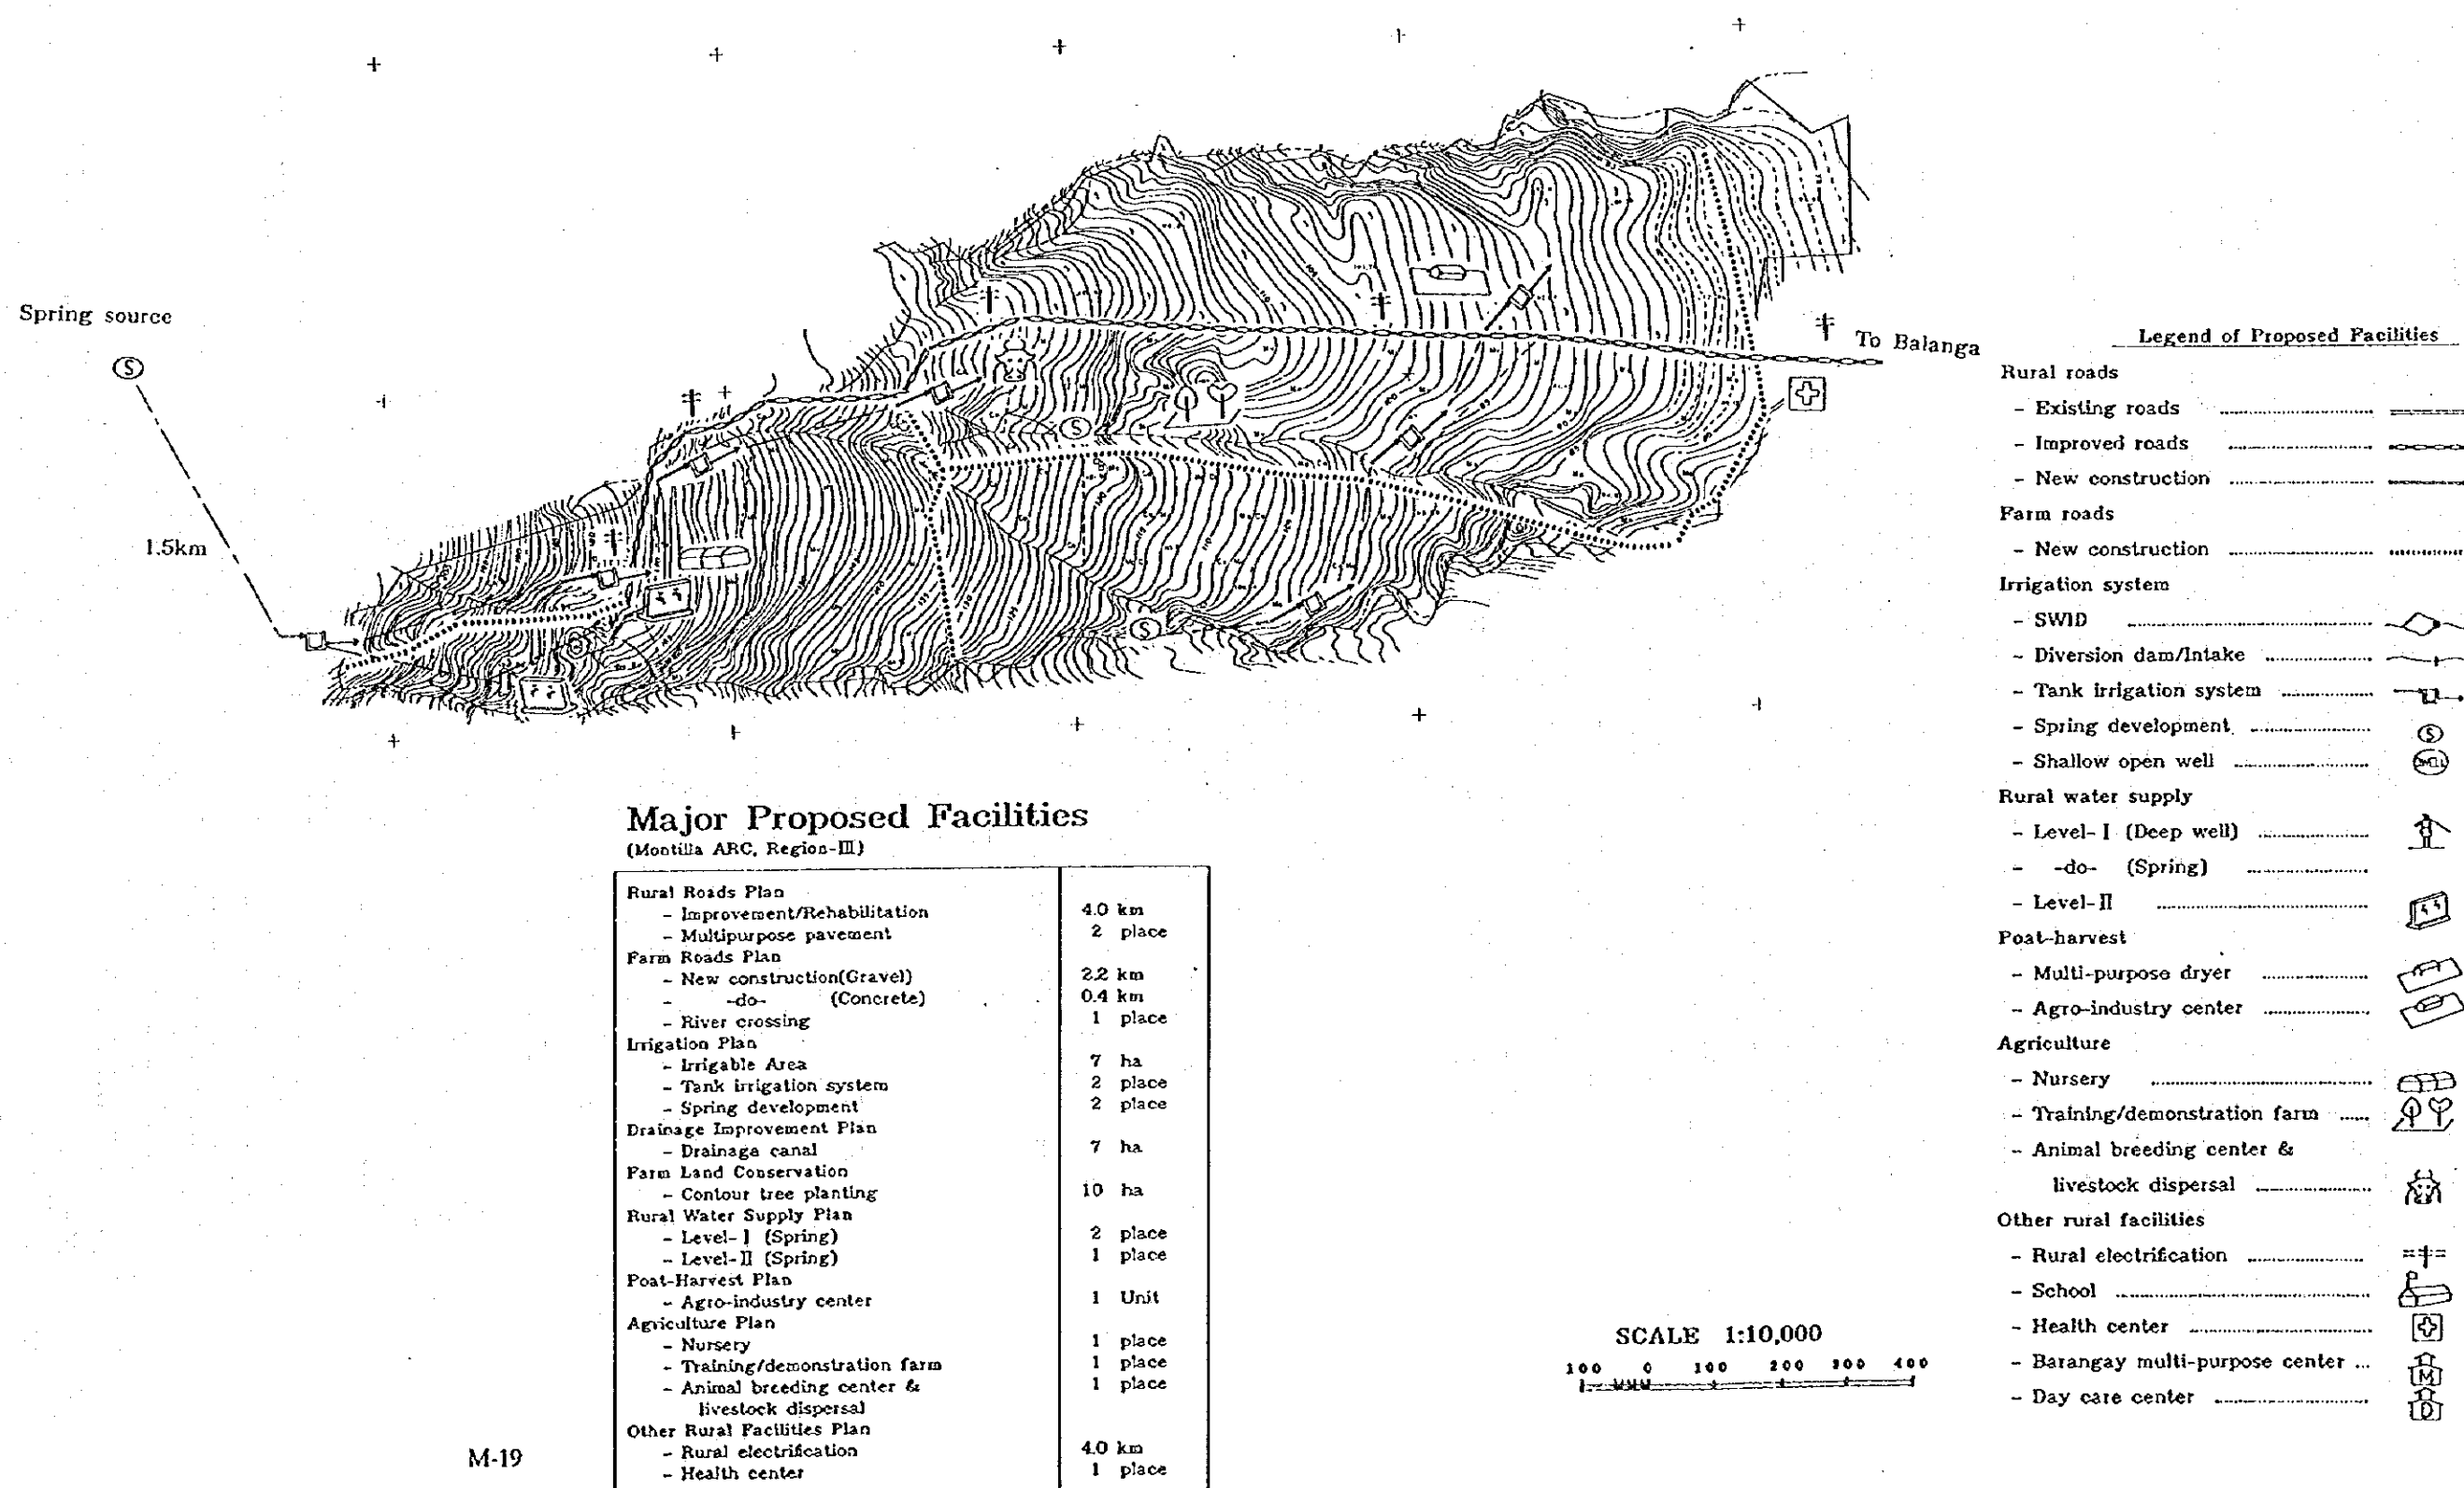 Spring source
S
1.5km
To Balanga
S
S
Legend of Proposed Facilities
Rural roads
- Existing roads
- Improved roads
- New construction
Farm roads
- New construction
Irrigation system
- SWID
- Diversion dam/Intake
- Tank irrigation system
- Spring development
S
- Shallow open well
Rural water supply
- Level-I (Deep well)
- -do- (Spring)
- Level-II
Poat-harvest
- Multi-purpose dryer
- Agro-industry center
Agriculture
- Nursery
- Training/demonstration farm
- Animal breeding center &
livestock dispersal
Other rural facilities
- Rural electrification
- School
- Health center
- Barangay multi-purpose center ...
M
- Day care center
D
Major Proposed Facilities
(Montilla ARC, Region-III)
Rural Roads Plan
- Improvement/Rehabilitation 4.0 km
- Multipurpose pavement 2 place
Farm Roads Plan
- New construction(Gravel) 2.2 km
- -do- (Concrete) 0.4 km
- River crossing 1 place
Irrigation Plan
- Irrigable Area 7 ha
- Tank irrigation system 2 place
- Spring development 2 place
Drainage Improvement Plan
- Drainaga canal 7 ha
Farm Land Conservation
- Contour tree planting 10 ha
Rural Water Supply Plan
- Level-I (Spring) 2 place
- Level-II (Spring) 1 place
Poat-Harvest Plan
- Agro-industry center 1 Unit
Agriculture Plan
- Nursery 1 place
- Training/demonstration farm 1 place
- Animal breeding center & 1 place
livestock dispersal
Other Rural Facilities Plan
- Rural electrification 4.0 km
- Health center 1 place
SCALE 1:10,000
100 0 100 200 300 400
M-19